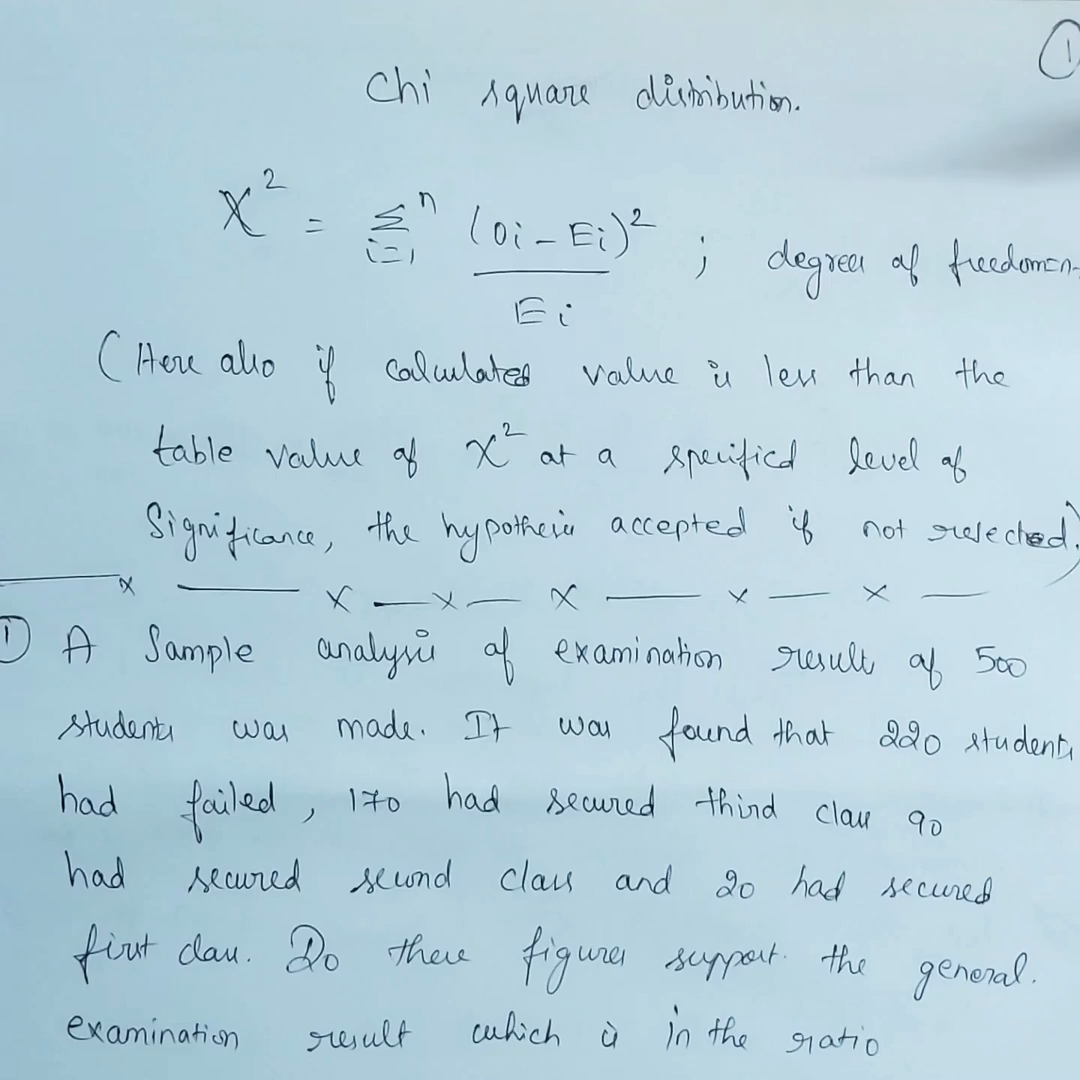 1
Chi square distribution.
χ² = Σⁿᵢ₌₁ (Oi - Ei)² / Ei ; degrees of freedom=n-
(Here also if calculated value is less than the
table value of χ² at a specified level of
Significance, the hypothesis accepted if not rejected.)
x x x x x x
1 A Sample analysis of examination result of 500
students was made. It was found that 220 students
had failed, 170 had secured third class 90
had secured second class and 20 had secured
first class. Do these figures support. the general.
examination result which is in the ratio